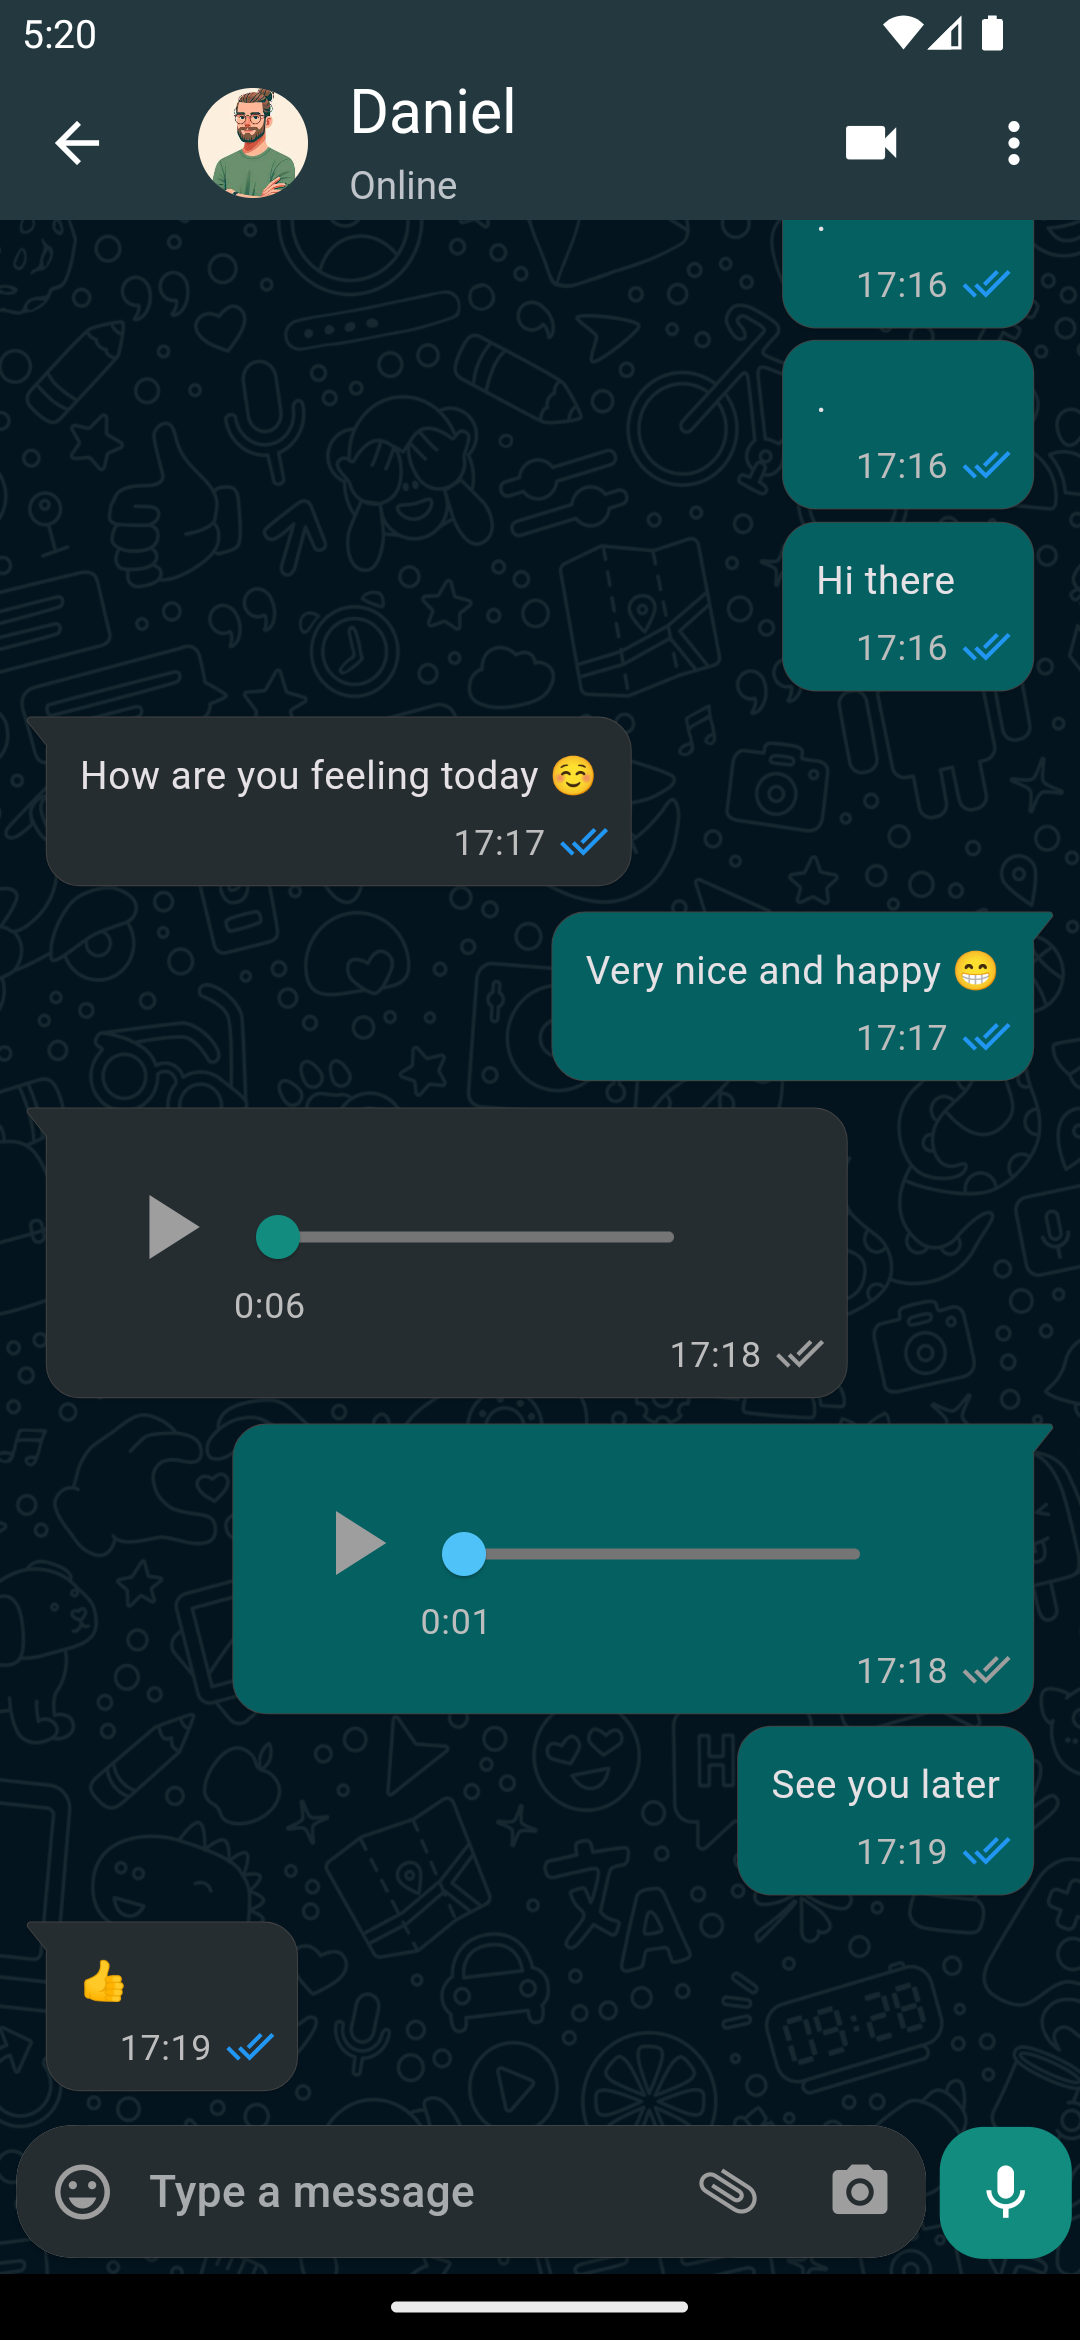 5:20
Daniel
Online
.
17:16
.
17:16
Hi there
17:16
How are you feeling today ☺️
17:17
Very nice and happy 😁
17:17
0:06
17:18
0:01
17:18
See you later
17:19
👍
17:19
Type a message